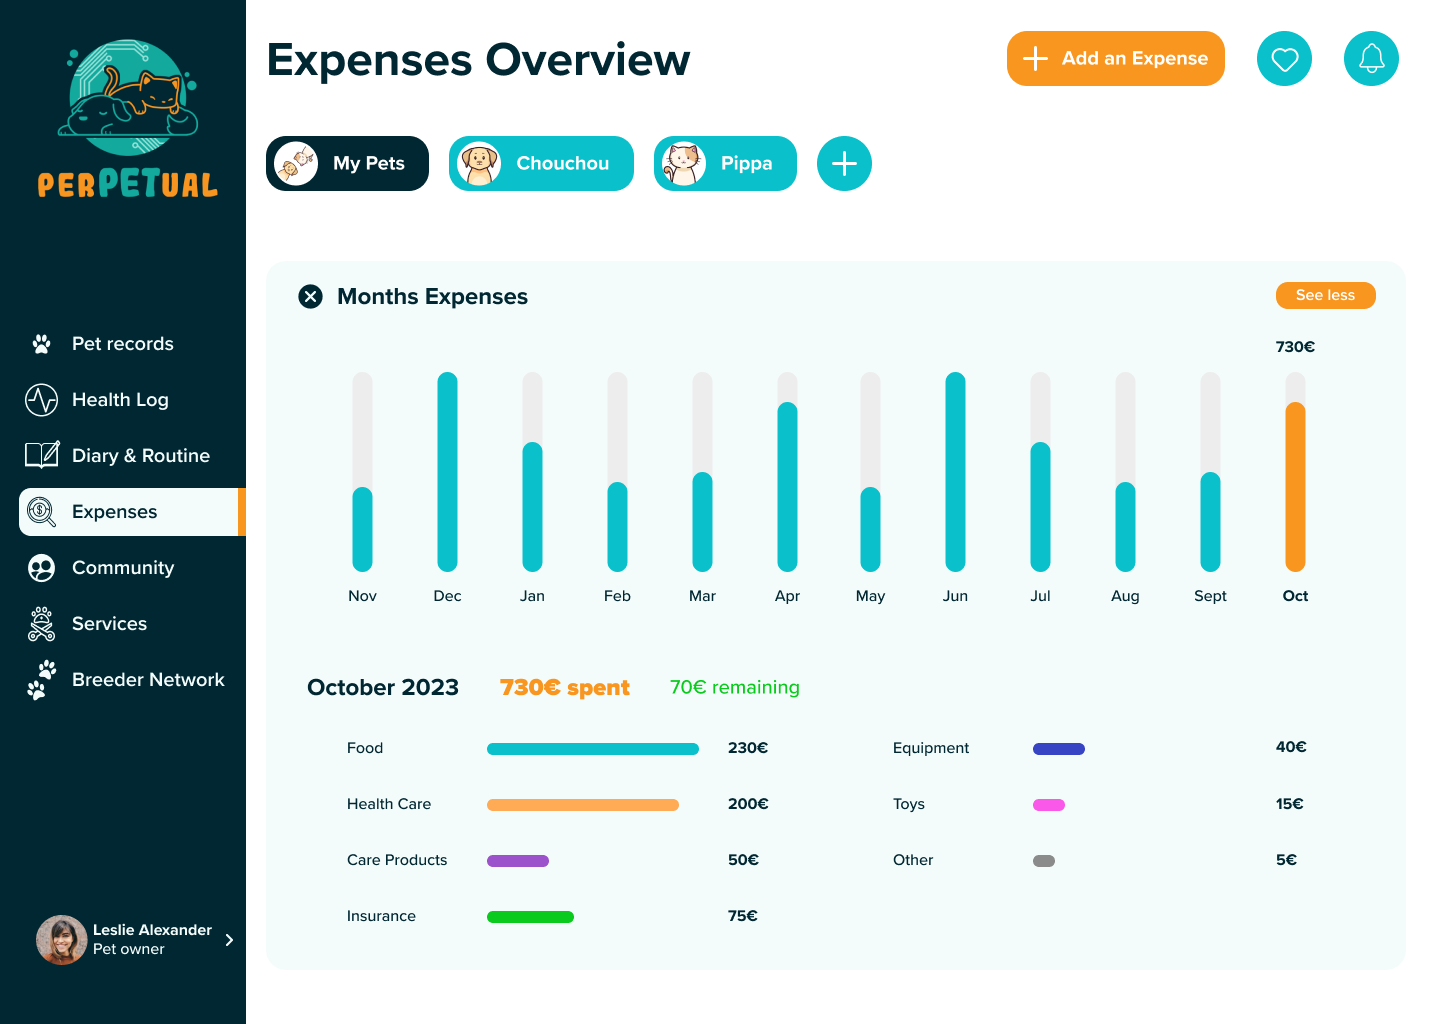 PERPETUAL
Pet records
Health Log
Diary & Routine
Expenses
Community
Services
Breeder Network
Leslie Alexander
Pet owner
Expenses Overview
Add an Expense
My Pets
Chouchou
Pippa
Months Expenses
See less
730€
Nov Dec Jan Feb Mar Apr May Jun Jul Aug Sept Oct
October 2023 730€ spent 70€ remaining
Food 230€
Health Care 200€
Care Products 50€
Insurance 75€
Equipment 40€
Toys 15€
Other 5€